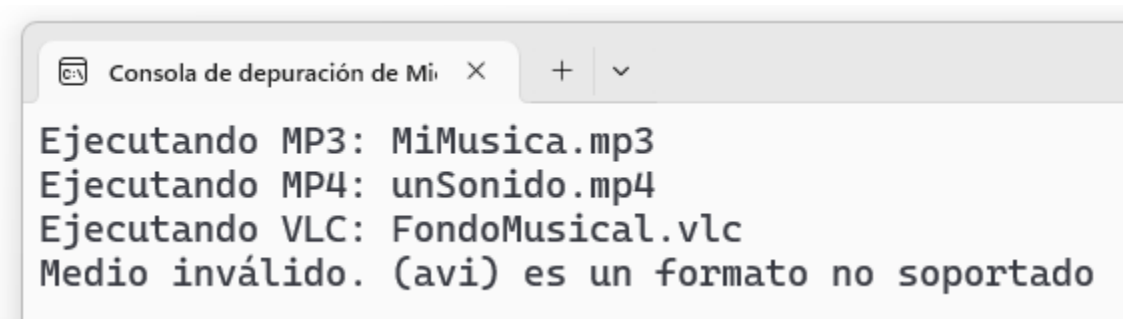 Consola de depuración de Mi
Ejecutando MP3: MiMusica.mp3
Ejecutando MP4: unSonido.mp4
Ejecutando VLC: FondoMusical.vlc
Medio inválido. (avi) es un formato no soportado